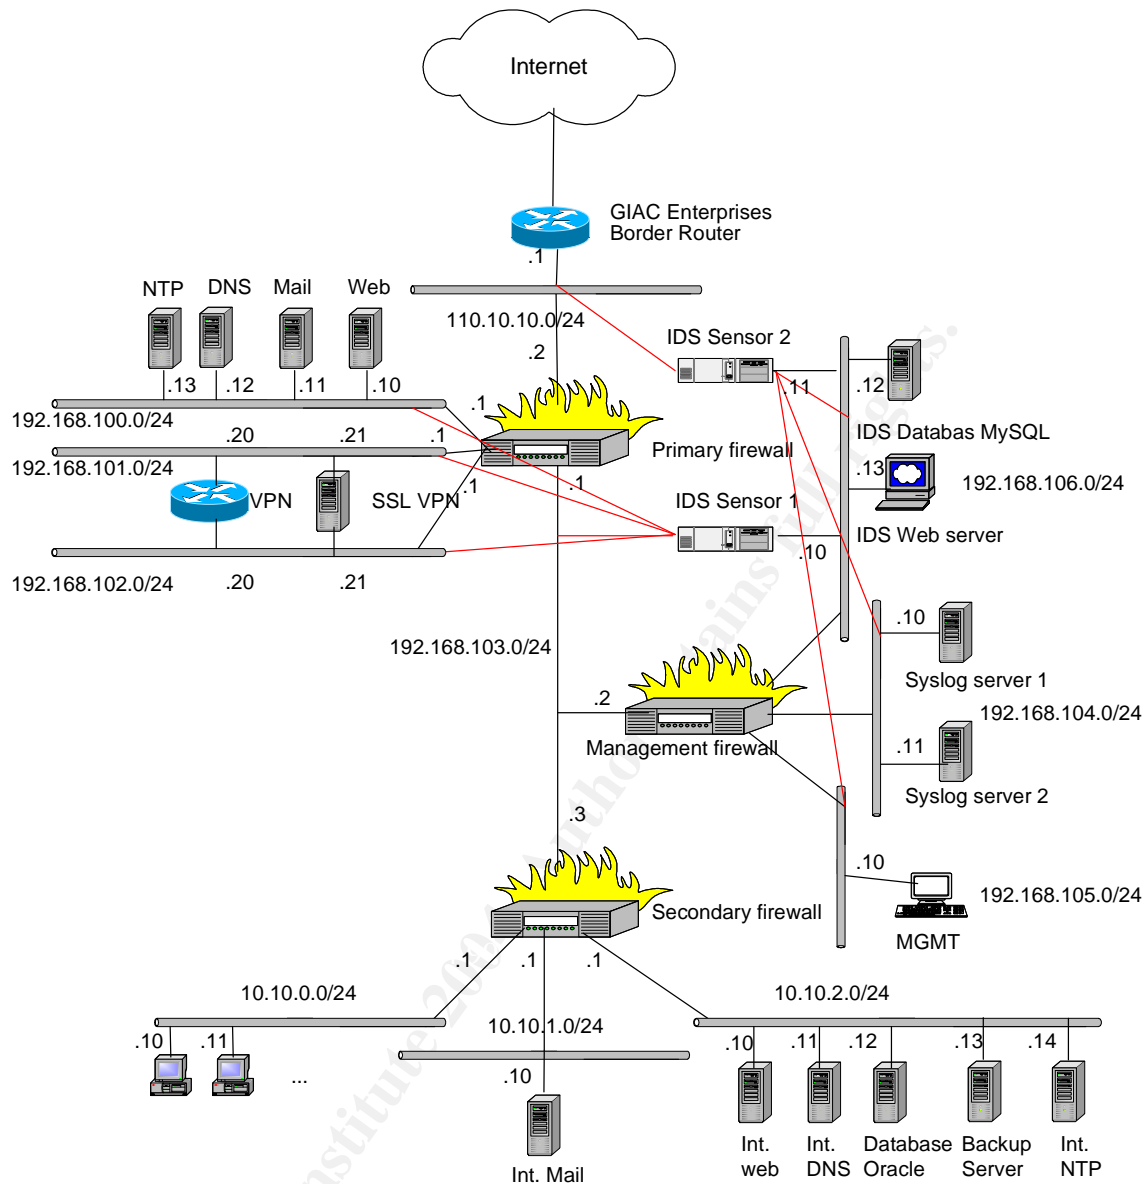 Internet
GIAC Enterprises
Border Router
.1
NTP
DNS
Mail
Web
110.10.10.0/24
IDS Sensor 2
.2
.13
.12
.11
.10
.11
.12
192.168.100.0/24
.1
.20
.21
.1
IDS Databas MySQL
Primary firewall
192.168.101.0/24
.1
.1
.13
192.168.106.0/24
VPN
SSL VPN
IDS Sensor 1
IDS Web server
.10
192.168.102.0/24
.20
.21
.10
192.168.103.0/24
Syslog server 1
.2
192.168.104.0/24
Management firewall
.11
Syslog server 2
.3
.10
192.168.105.0/24
Secondary firewall
MGMT
.1
.1
.1
10.10.0.0/24
10.10.2.0/24
10.10.1.0/24
.10
.11
.10
.11
.12
.13
.14
...
.10
Int.
web
Int.
DNS
Database
Oracle
Backup
Server
Int.
NTP
Int. Mail